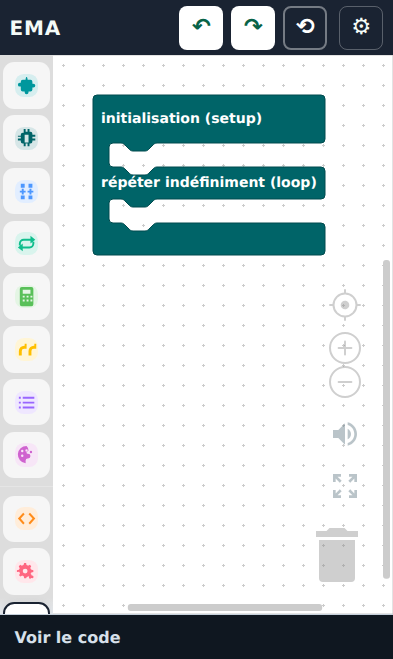 EMA
initialisation (setup)
répéter indéfiniment (loop)
Voir le code